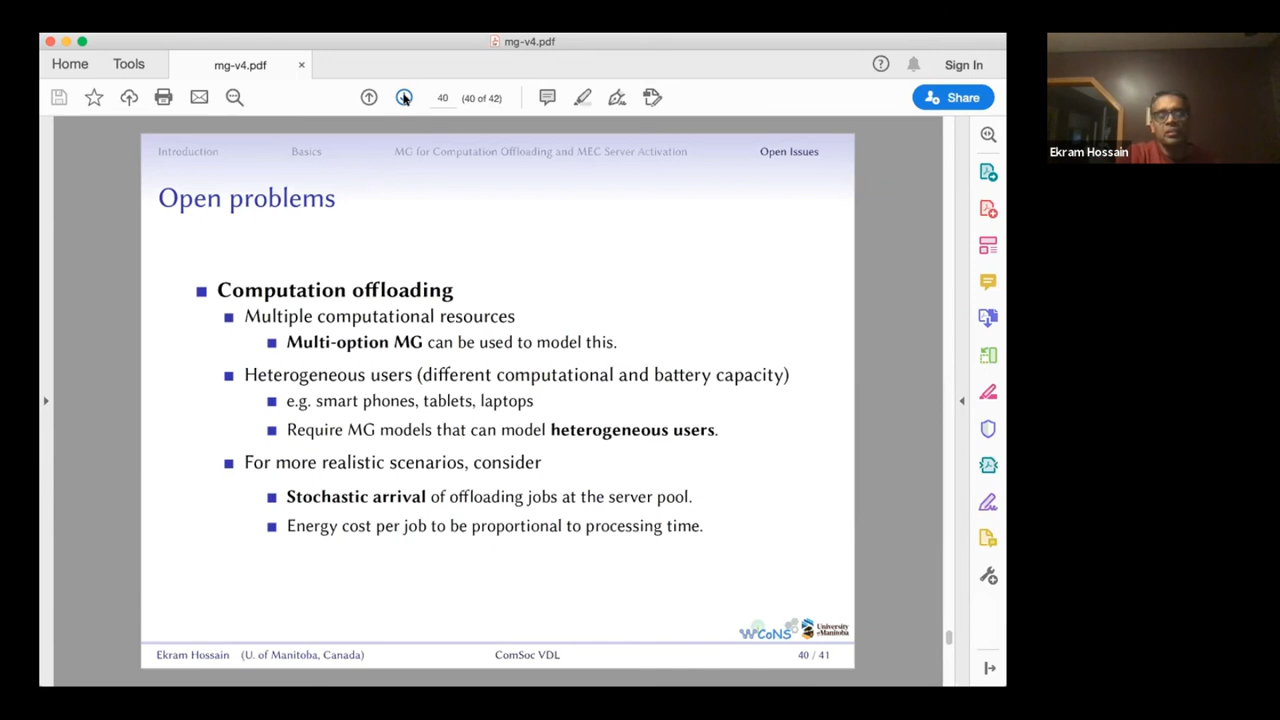 mg-v4.pdf
Home Tools mg-v4.pdf × Sign In
40 (40 of 42) Share
Introduction Basics MG for Computation Offloading and MEC Server Activation Open Issues
Open problems
Computation offloading
Multiple computational resources
Multi-option MG can be used to model this.
Heterogeneous users (different computational and battery capacity)
e.g. smart phones, tablets, laptops
Require MG models that can model heterogeneous users.
For more realistic scenarios, consider
Stochastic arrival of offloading jobs at the server pool.
Energy cost per job to be proportional to processing time.
WCoNS University of Manitoba
Ekram Hossain (U. of Manitoba, Canada) ComSoc VDL 40 / 41
Ekram Hossain